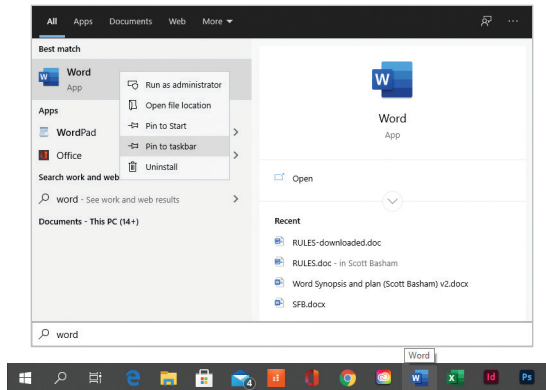 All Apps Documents Web More
Best match
Word
App
Run as administrator
Open file location
Pin to Start
Pin to taskbar
Uninstall
Apps
WordPad
Office
Search work and web
word - See work and web results
Documents - This PC (14+)
W
Word
App
Open
Recent
RULES-downloaded.doc
RULES.doc - in Scott Basham
Word Synopsis and plan (Scott Basham) v2.docx
SFB.docx
word
Word
4
W
X
Id
Ps